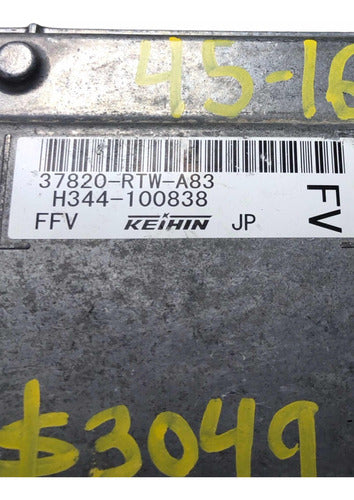 45-16
37820-RTW-A83
H344-100838
FFV KEIHIN JP
FV
$3049